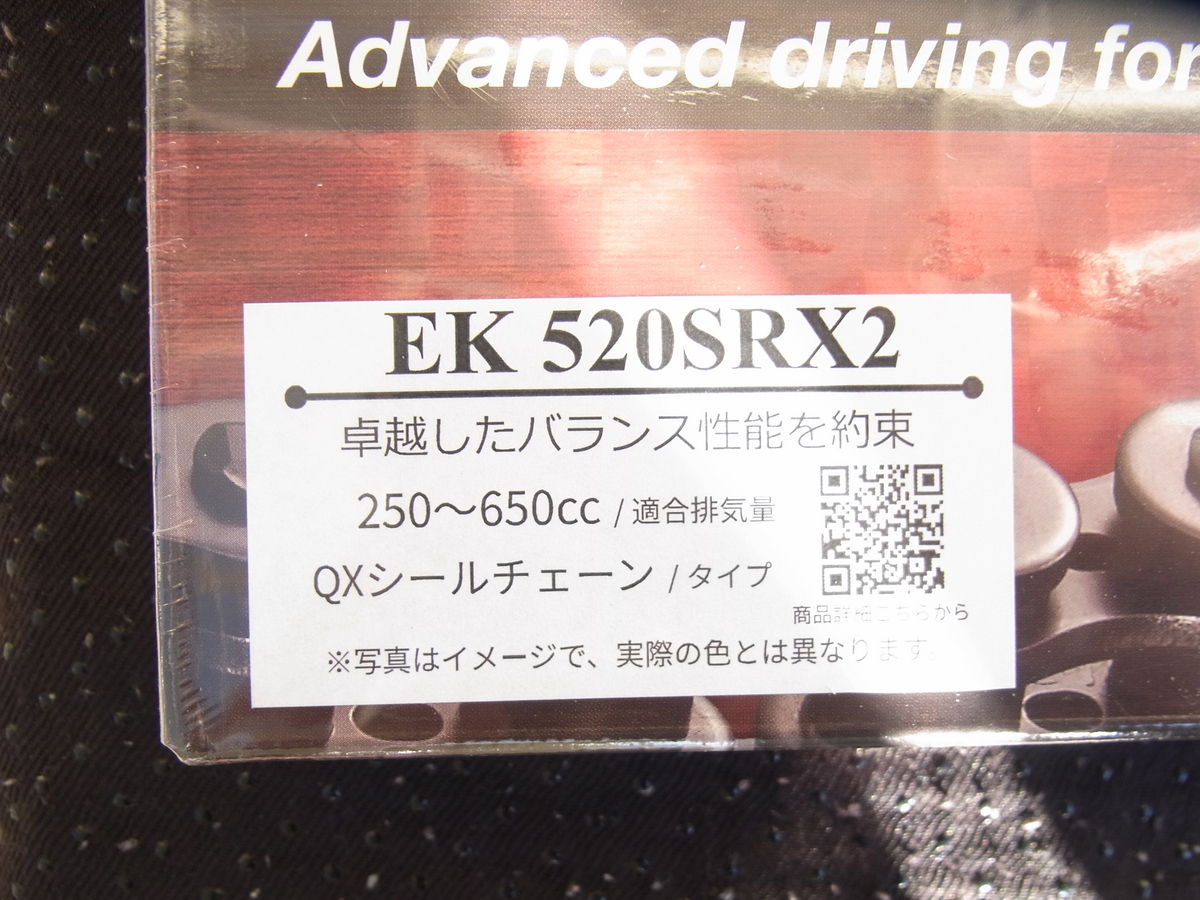 Advanced driving for
EK 520SRX2
卓越したバランス性能を約束
250～650cc / 適合排気量
QXシールチェーン / タイプ
商品詳細こちらから
※写真はイメージで、実際の色とは異なります。